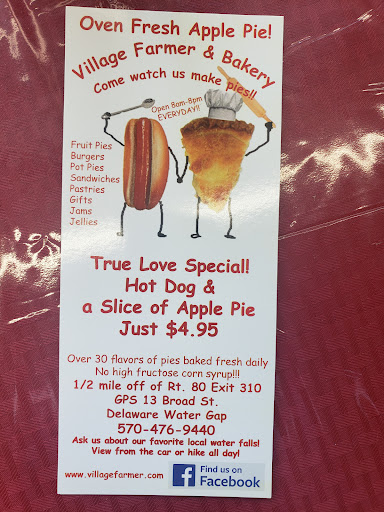 Oven Fresh Apple Pie!
Village Farmer & Bakery
Come watch us make pies!!
Open 8am-8pm
EVERYDAY!!
Fruit Pies
Burgers
Pot Pies
Sandwiches
Pastries
Gifts
Jams
Jellies
True Love Special!
Hot Dog &
a Slice of Apple Pie
Just $4.95
Over 30 flavors of pies baked fresh daily
No high fructose corn syrup!!!
1/2 mile off of Rt. 80 Exit 310
GPS 13 Broad St.
Delaware Water Gap
570-476-9440
Ask us about our favorite local water falls!
View from the car or hike all day!
www.villagefarmer.com
f Find us on
Facebook